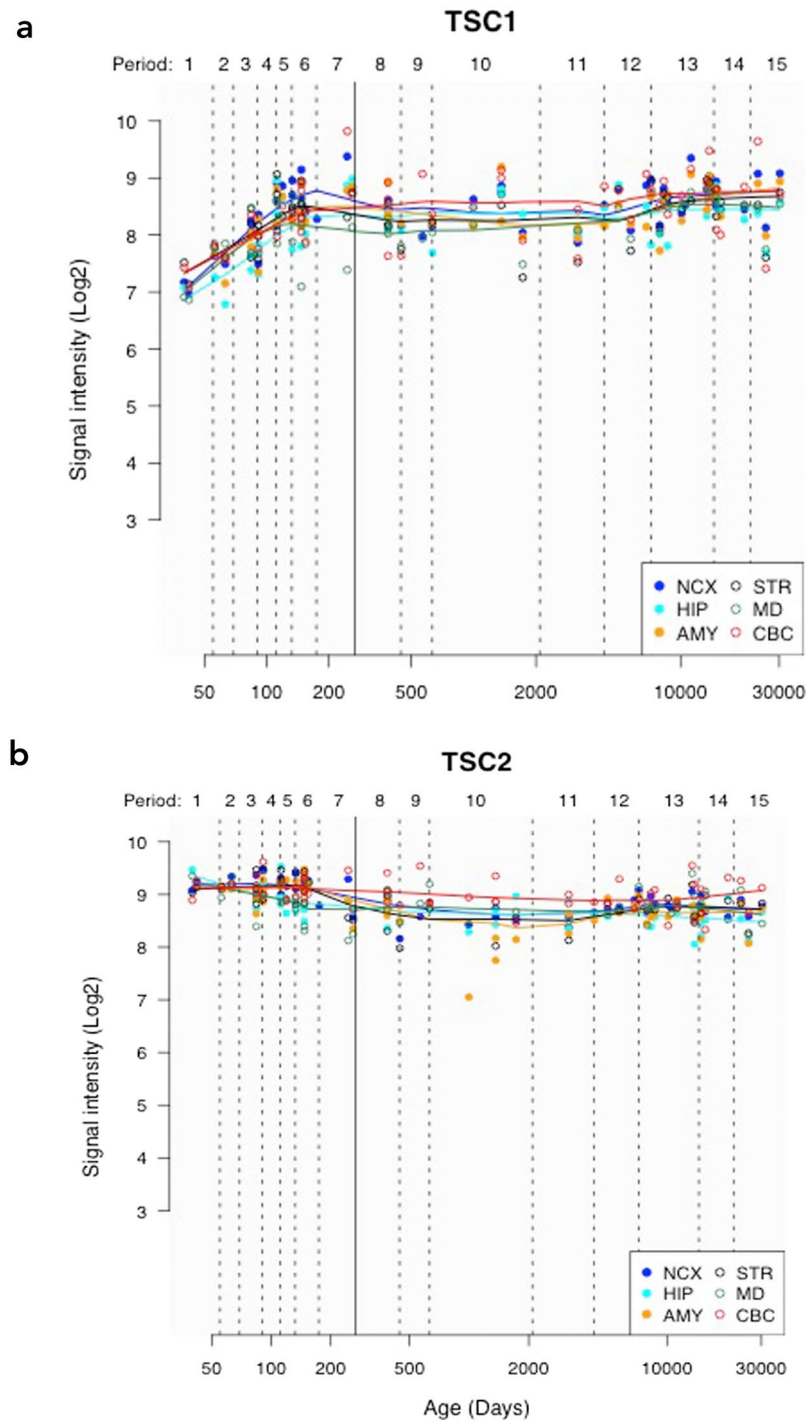 a
TSC1
Period: 1 2 3 4 5 6 7 8 9 10 11 12 13 14 15
Signal intensity (Log2)
10
9
8
7
6
5
4
3
NCX STR
HIP MD
AMY CBC
50 100 200 500 2000 10000 30000
b
TSC2
Period: 1 2 3 4 5 6 7 8 9 10 11 12 13 14 15
Signal intensity (Log2)
10
9
8
7
6
5
4
3
NCX STR
HIP MD
AMY CBC
50 100 200 500 2000 10000 30000
Age (Days)